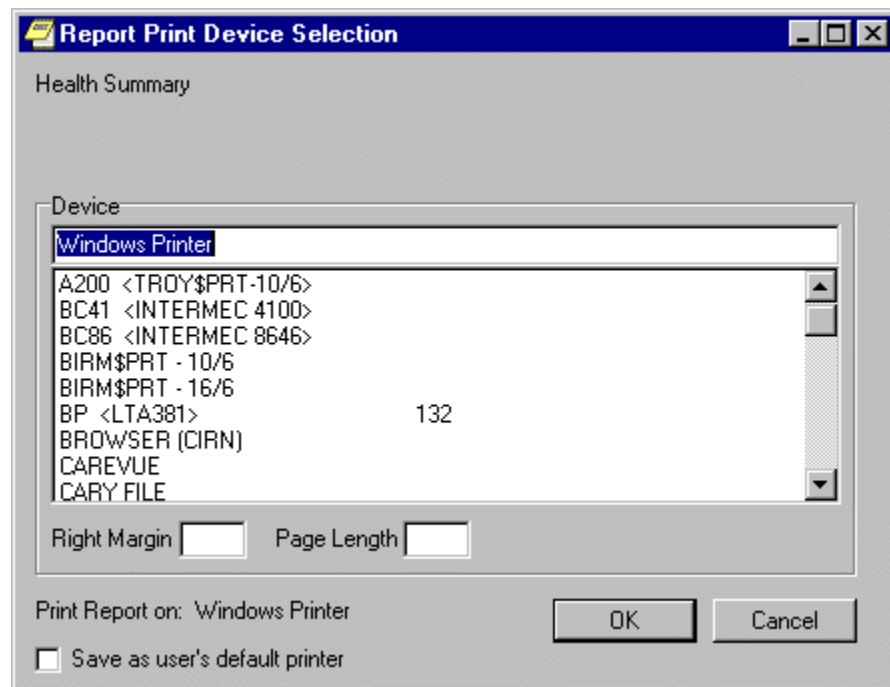 Report Print Device Selection
Health Summary
Device
Windows Printer
A200 <TROY$PRT-10/6>
BC41 <INTERMEC 4100>
BC86 <INTERMEC 8646>
BIRM$PRT - 10/6
BIRM$PRT - 16/6
BP <LTA381> 132
BROWSER (CIRN)
CAREVUE
CARY FILE
Right Margin Page Length
Print Report on: Windows Printer
OK Cancel
Save as user's default printer